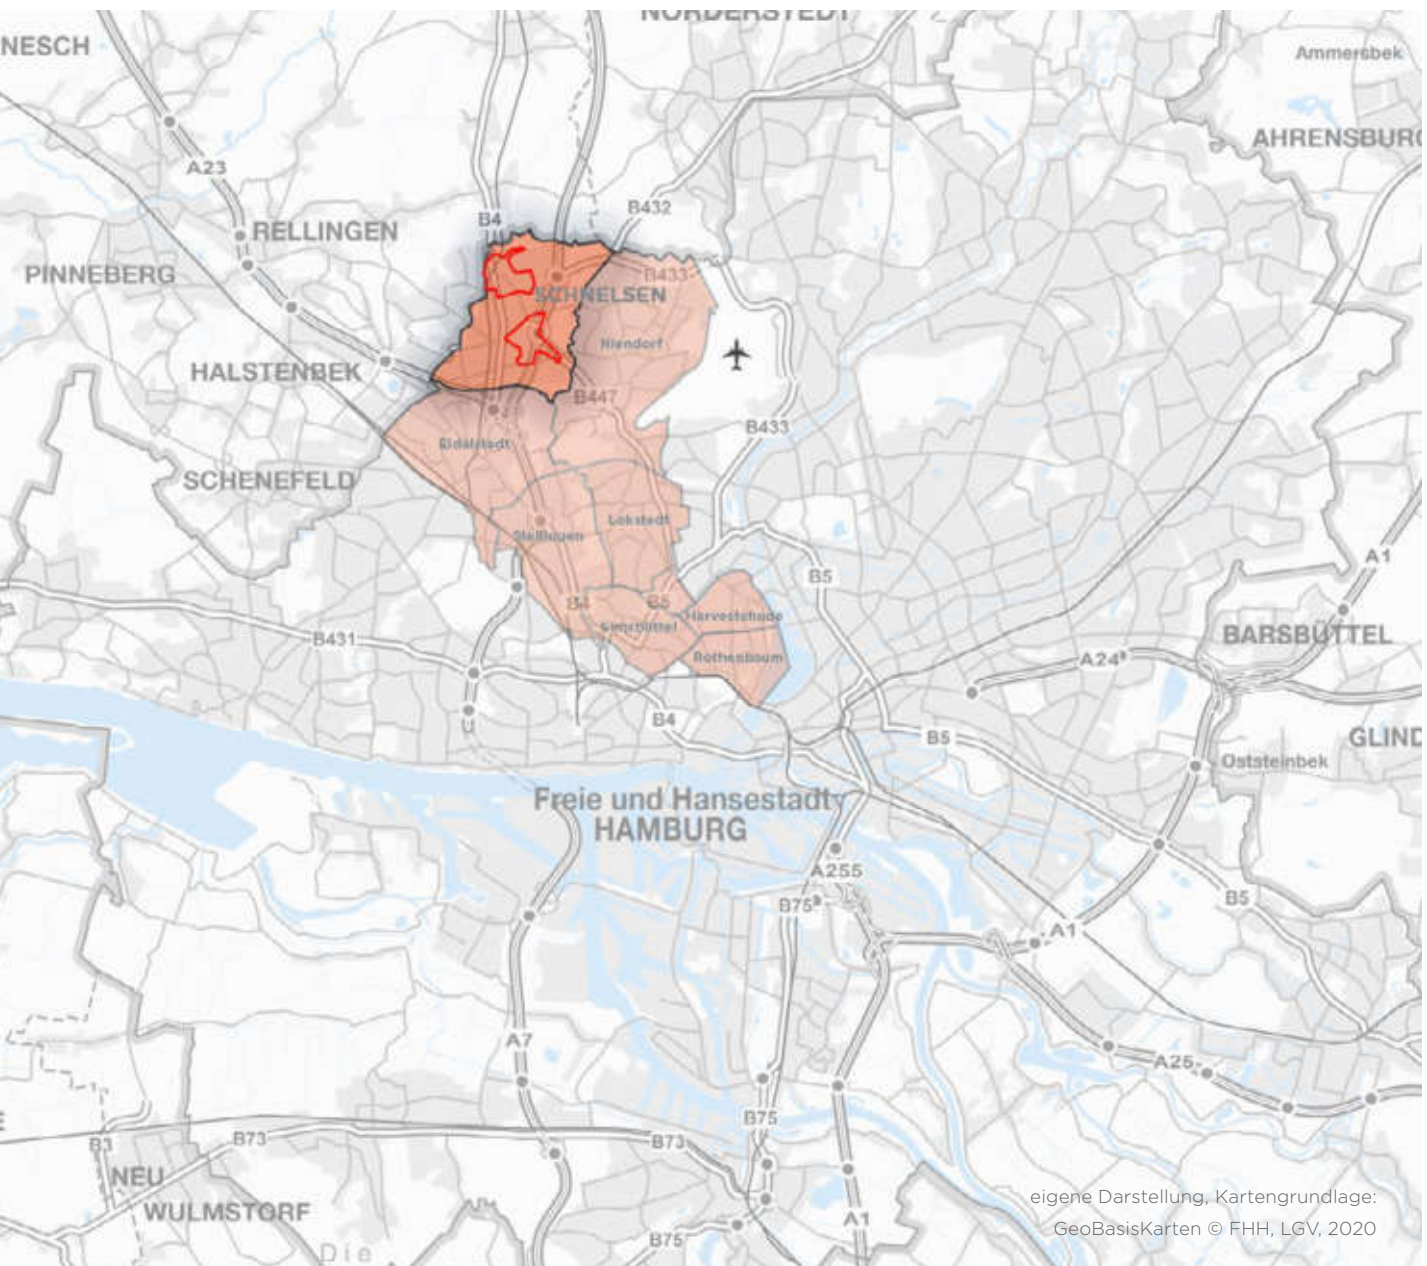 NORDERSTEDT
NESCH
Ammersbek
AHRENSBURG
A23
B4
B432
RELLINGEN
PINNEBERG
B433
SCHNELSEN
Niendorf
HALSTENBEK
B447
B433
Eidelstedt
SCHENEFELD
Lokstedt
Stellingen
A1
B5
B4
B5
Harvestehude
Eimsbüttel
B431
BARSBÜTTEL
Rotherbaum
A24
B4
B5
GLIND
Oststeinbek
Freie und Hansestadt
HAMBURG
A255
B75
B5
A1
A7
A25
B75
B3
B73
B73
NEU
WULMSTORF
A1
B75
Die
eigene Darstellung, Kartengrundlage:
GeoBasisKarten © FHH, LGV, 2020